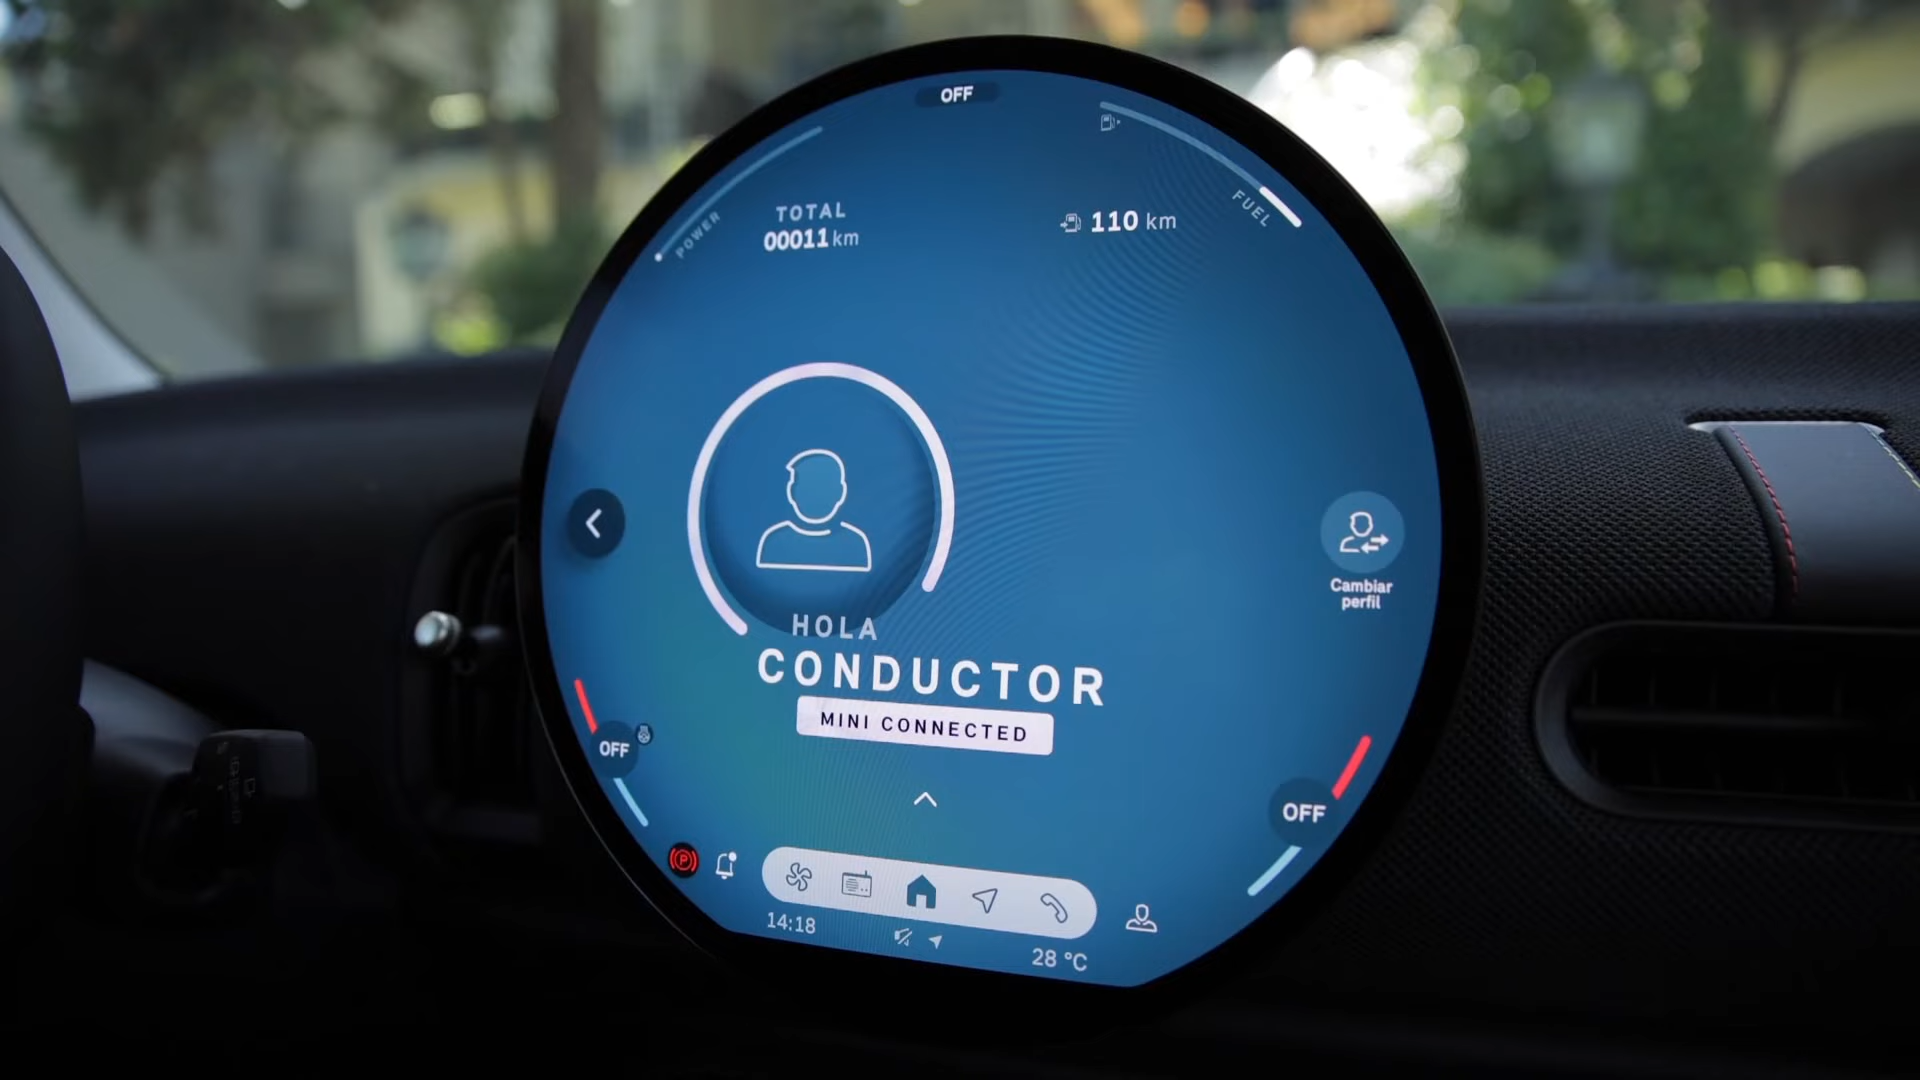 OFF
POWER
TOTAL
00011 km
110 km
FUEL
HOLA
CONDUCTOR
MINI CONNECTED
Cambiar
perfil
OFF
OFF
P
14:18
28 °C